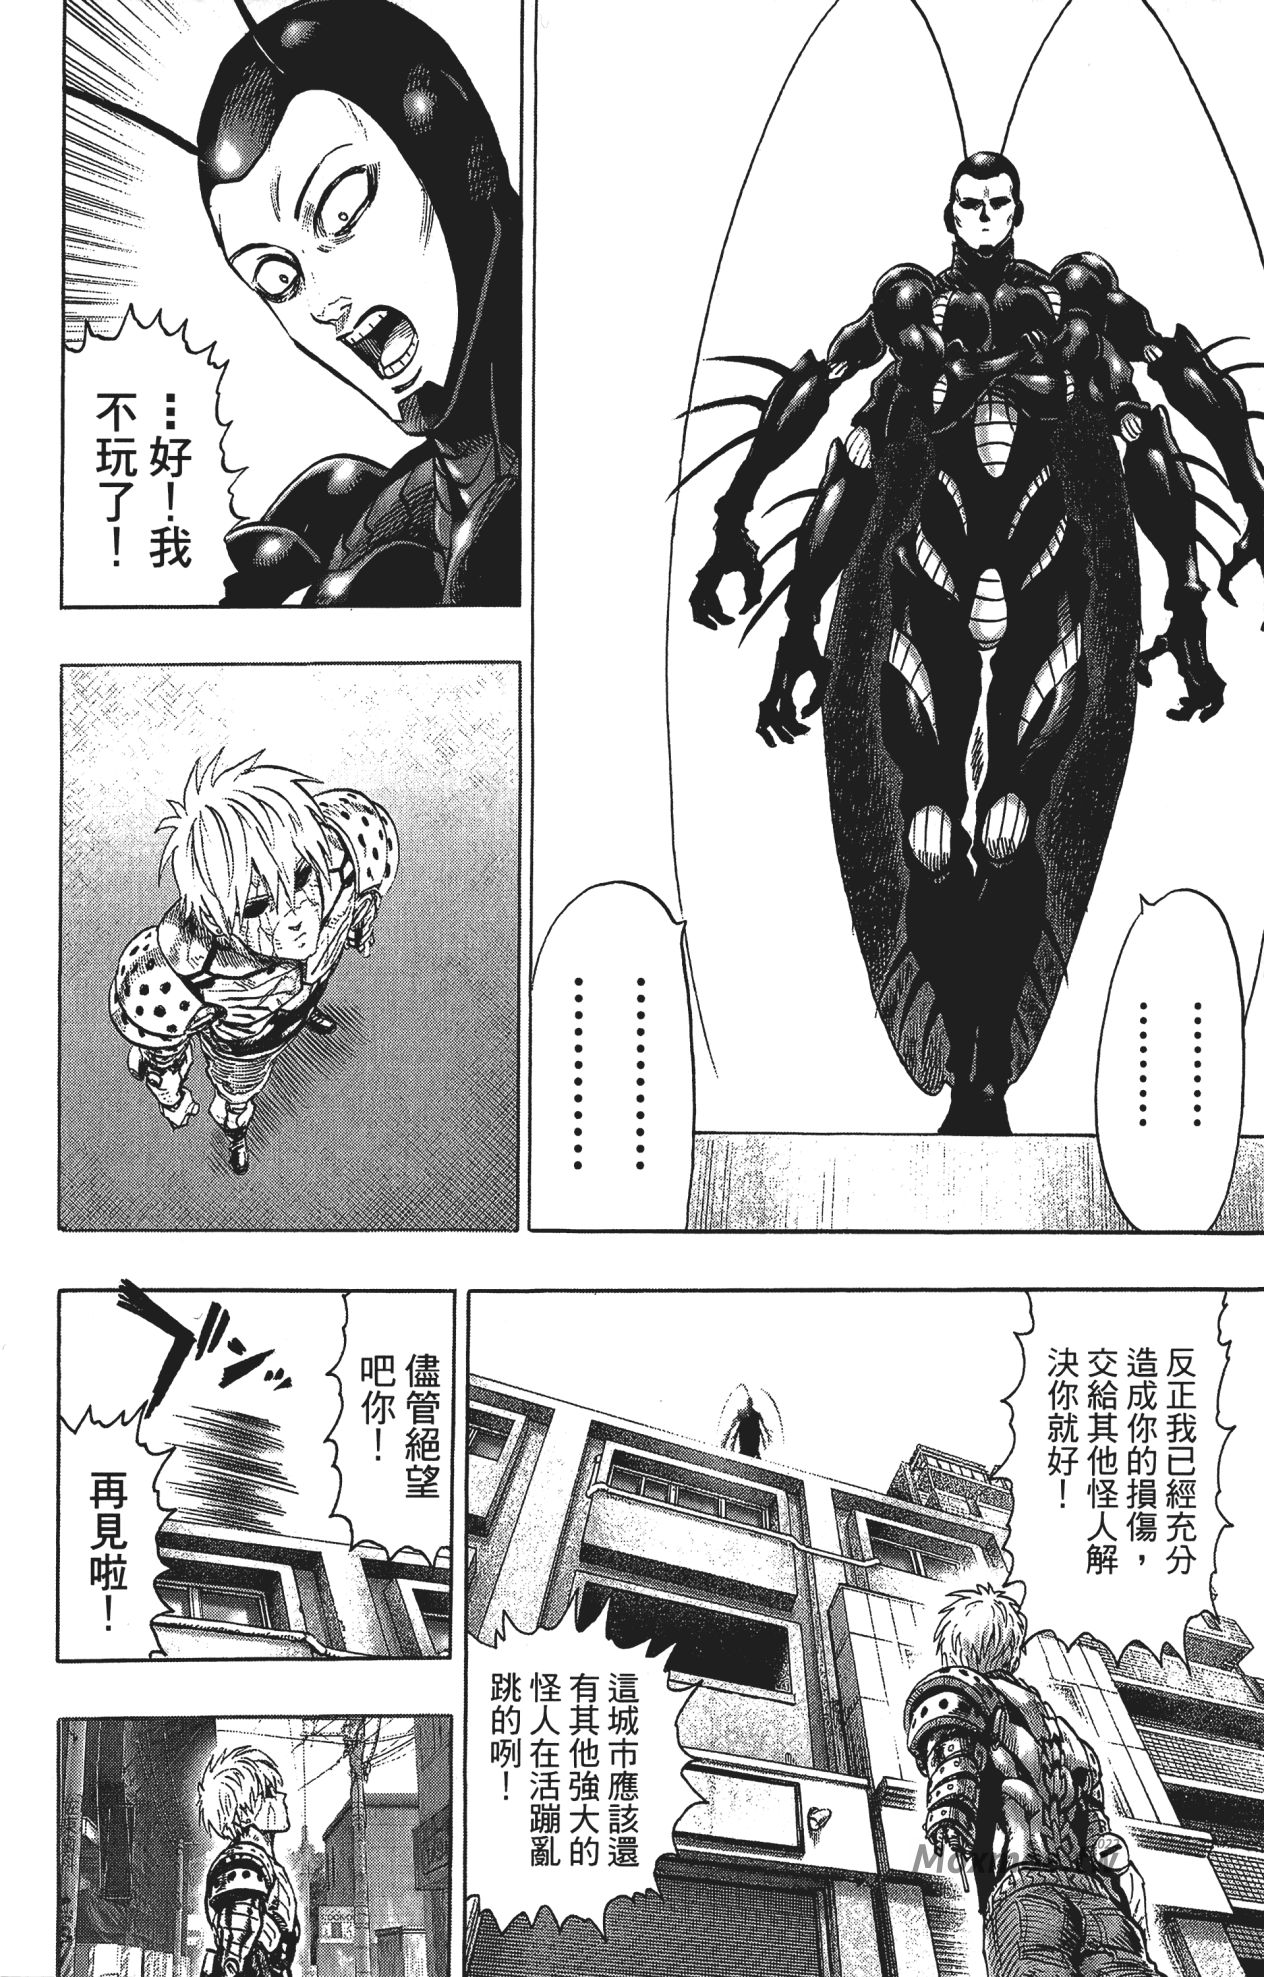 …………
…………
…………
…………
…好！我
不玩了！
反正我已經充分
造成你的損傷，
交給其他怪人解
決你就好！
這城市應該還
有其他強大的
怪人在活蹦亂
跳的咧！
儘管絕望
吧你！
再見啦！